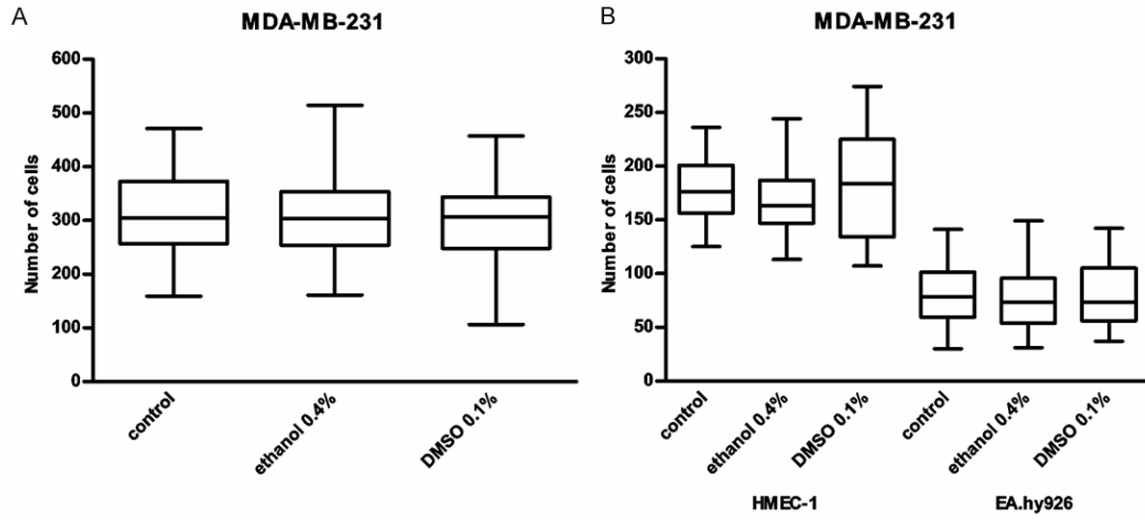 A
MDA-MB-231
Number of cells
600
500
400
300
200
100
0
control
ethanol 0.4%
DMSO 0.1%
B
MDA-MB-231
Number of cells
300
250
200
150
100
50
0
control
ethanol 0.4%
DMSO 0.1%
control
ethanol 0.4%
DMSO 0.1%
HMEC-1
EA.hy926